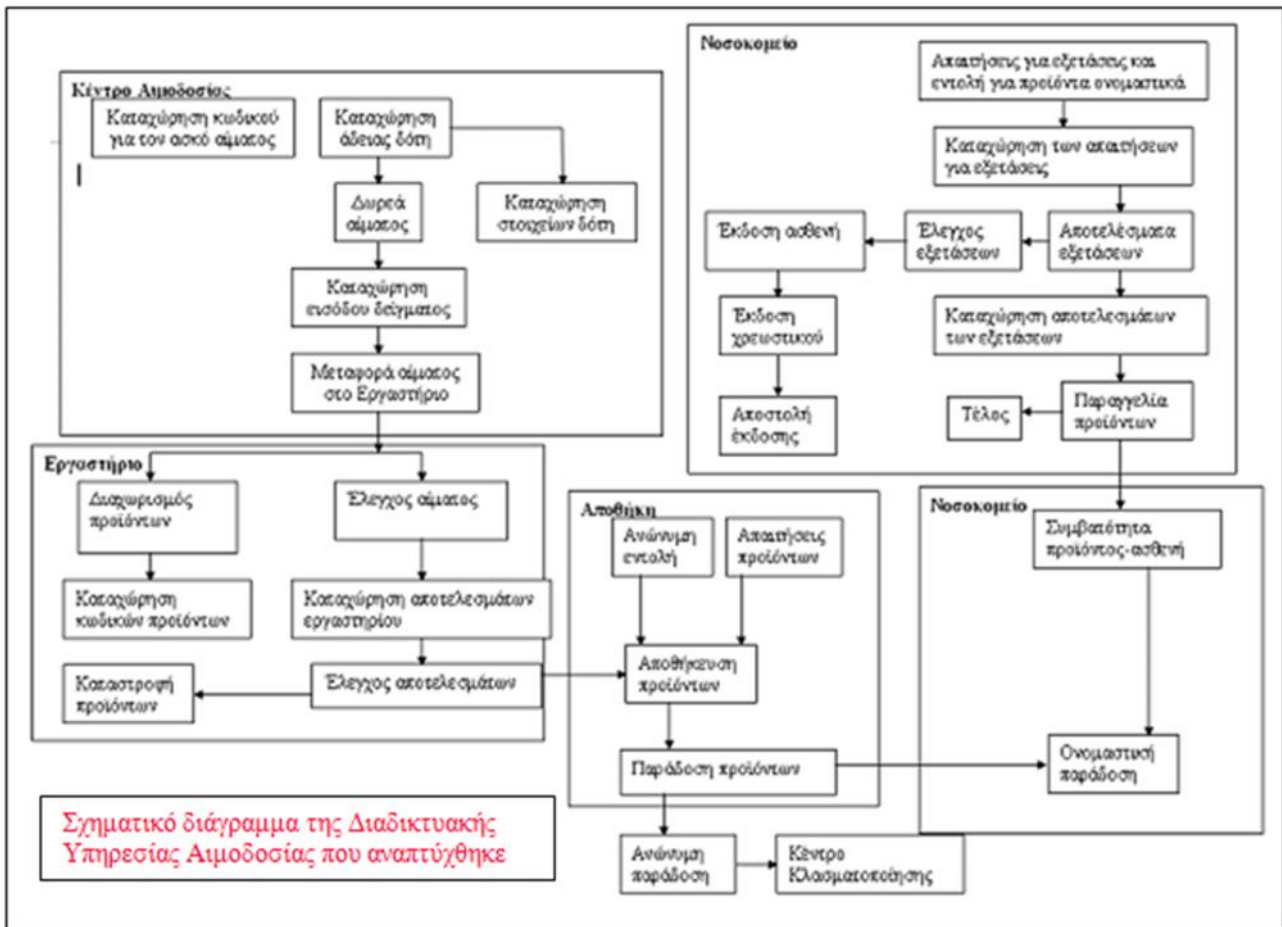 Κέντρο Αιμοδοσίας
Καταχώρηση κωδικού
για τον ασκό αίματος
Καταχώρηση
άδειας δότη
Δωρεά
αίματος
Καταχώρηση
στοιχείων δότη
Καταχώρηση
εισόδου δείγματος
Μεταφορά αίματος
στο Εργαστήριο
Εργαστήριο
Διαχωρισμός
προϊόντων
Έλεγχος αίματος
Καταχώρηση
κωδικών προϊόντων
Καταχώρηση αποτελεσμάτων
εργαστηρίου
Καταστροφή
προϊόντων
Έλεγχος αποτελεσμάτων
Νοσοκομείο
Απαιτήσεις για εξετάσεις και
εντολή για προϊόντα ονομαστικά
Καταχώρηση των απαιτήσεων
για εξετάσεις
Έκδοση ασθενή
Έλεγχος
εξετάσεων
Αποτελέσματα
εξετάσεων
Έκδοση
χρεωστικού
Καταχώρηση αποτελεσμάτων
των εξετάσεων
Αποστολή
έκδοσης
Τέλος
Παραγγελία
προϊόντων
Αποθήκη
Ανώνυμη
εντολή
Απαιτήσεις
προϊόντων
Αποθήκευση
προϊόντων
Παράδοση προϊόντων
Νοσοκομείο
Συμβατότητα
προϊόντος-ασθενή
Ονομαστική
παράδοση
Ανώνυμη
παράδοση
Κέντρο
Κλασματοποίησης
Σχηματικό διάγραμμα της Διαδικτυακής
Υπηρεσίας Αιμοδοσίας που αναπτύχθηκε